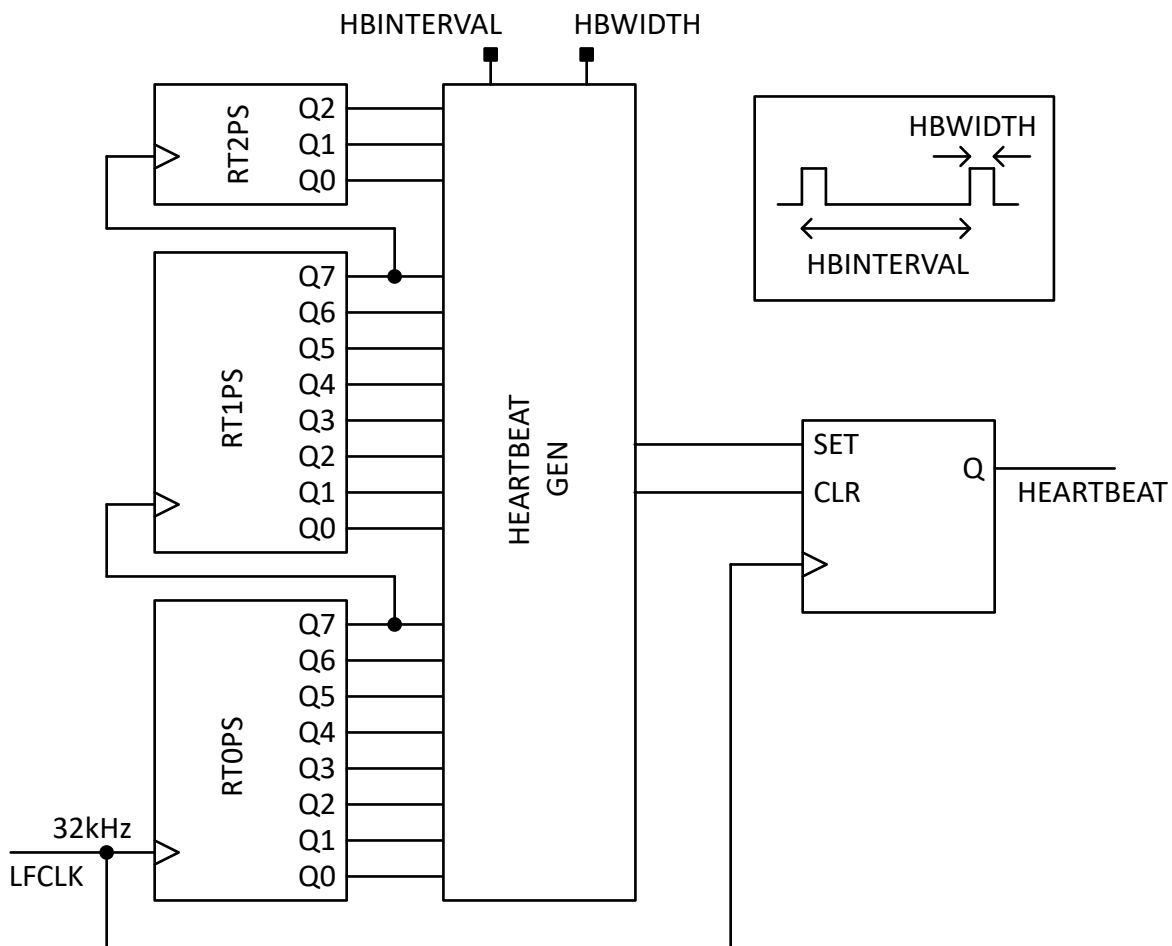 HBINTERVAL
HBWIDTH
RT2PS
Q2
Q1
Q0
RT1PS
Q7
Q6
Q5
Q4
Q3
Q2
Q1
Q0
RT0PS
Q7
Q6
Q5
Q4
Q3
Q2
Q1
Q0
32kHz
LFCLK
HEARTBEAT
GEN
HBWIDTH
HBINTERVAL
SET
CLR
Q
HEARTBEAT